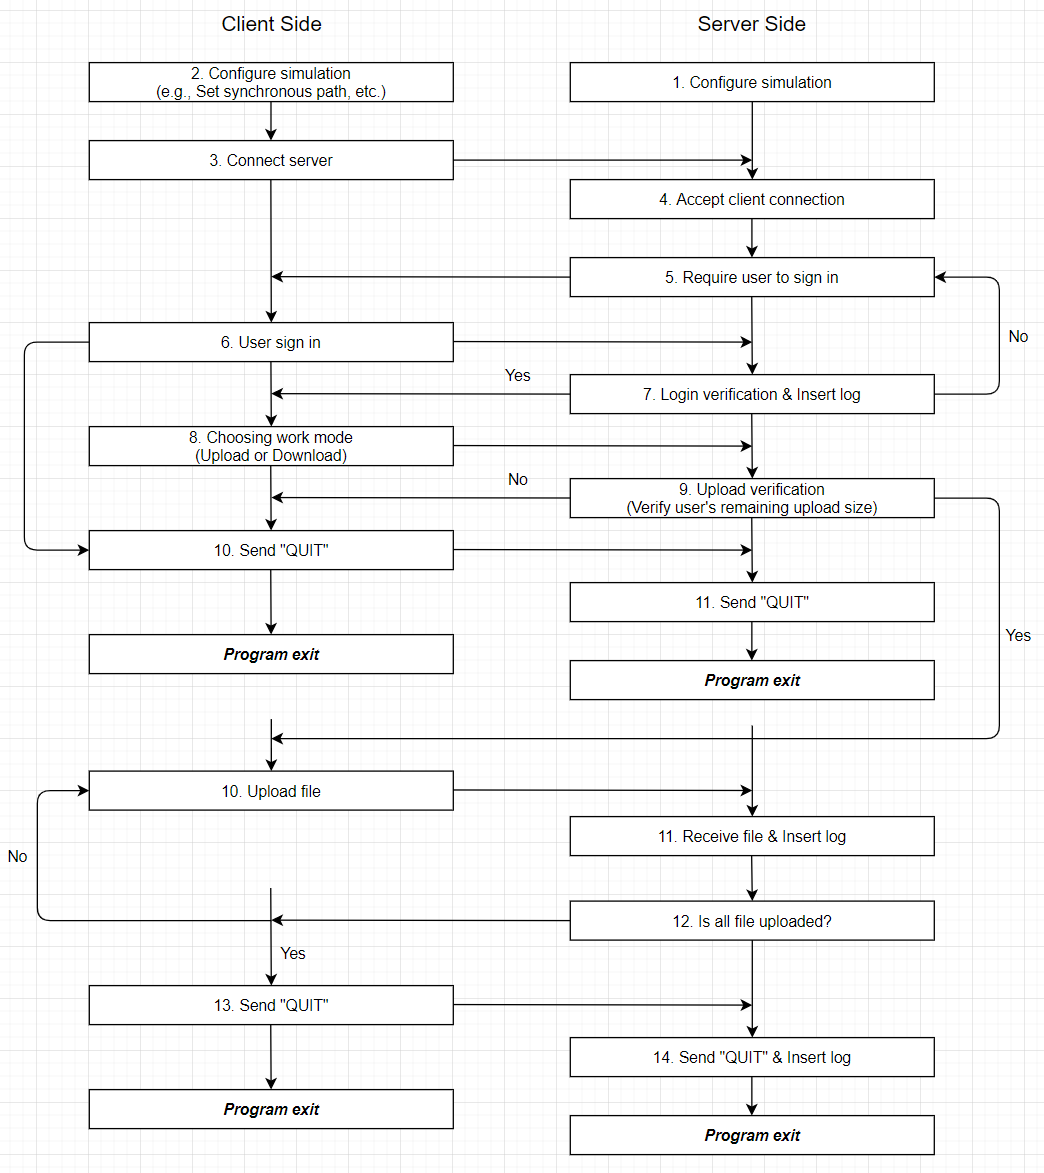 Client Side
Server Side
2. Configure simulation
(e.g., Set synchronous path, etc.)
1. Configure simulation
3. Connect server
4. Accept client connection
5. Require user to sign in
No
6. User sign in
Yes
7. Login verification & Insert log
8. Choosing work mode
(Upload or Download)
No
9. Upload verification
(Verify user's remaining upload size)
10. Send "QUIT"
11. Send "QUIT"
Yes
Program exit
Program exit
10. Upload file
11. Receive file & Insert log
No
12. Is all file uploaded?
Yes
13. Send "QUIT"
14. Send "QUIT" & Insert log
Program exit
Program exit